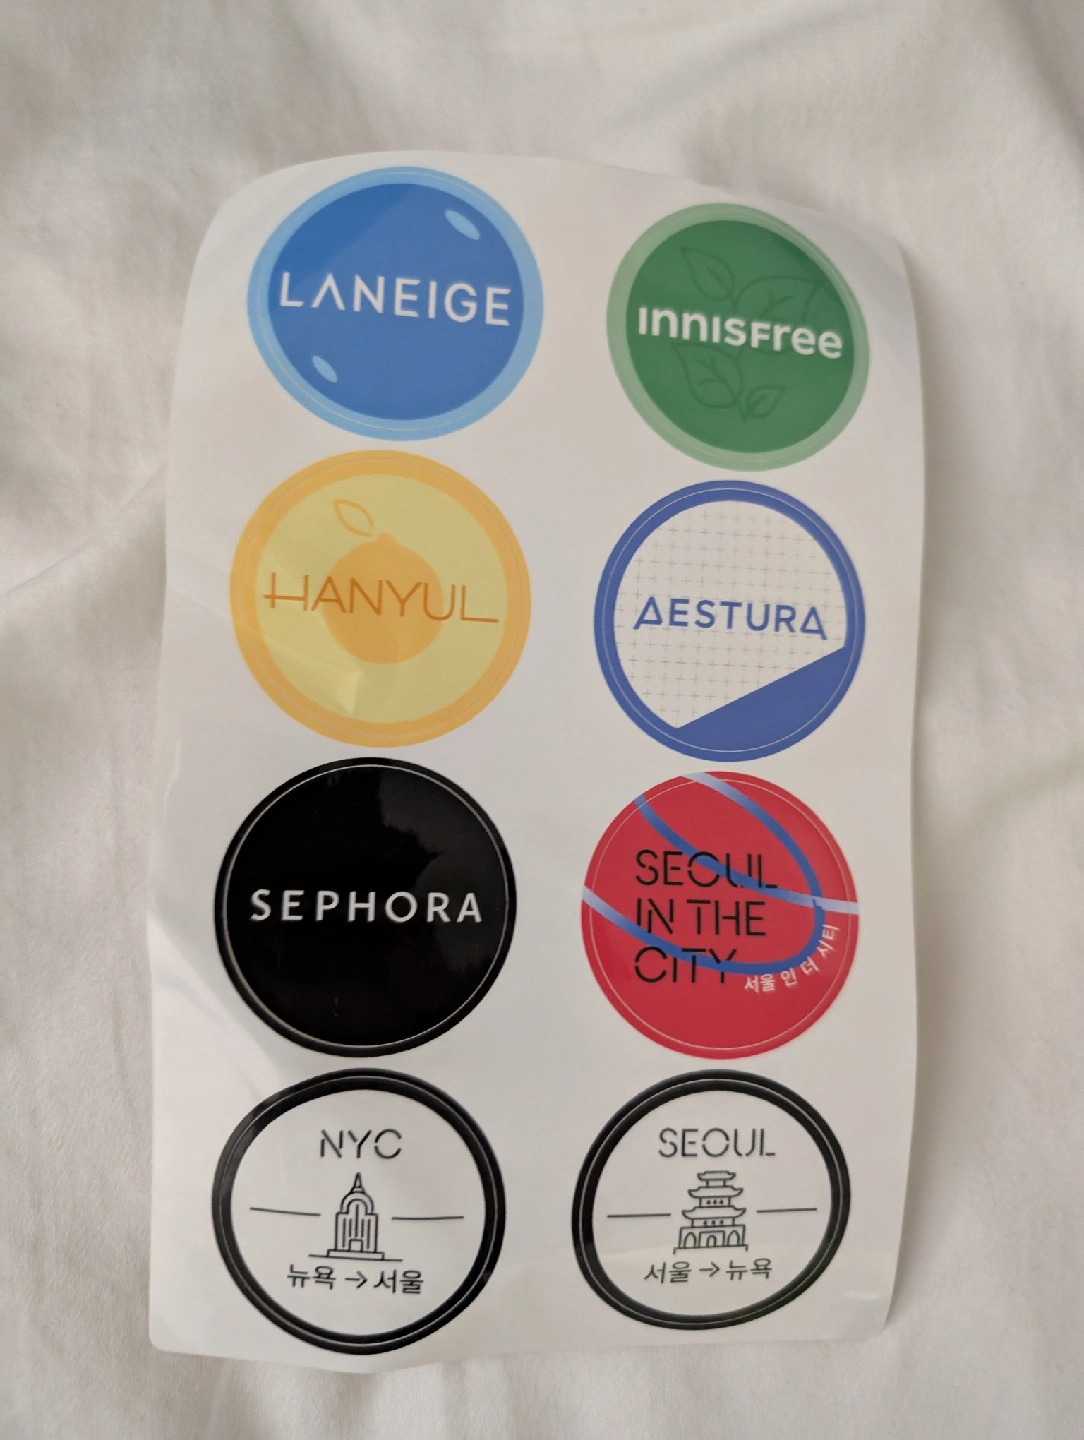 LANEIGE
INNISFree
HANYUL
AESTURA
SEPHORA
SEOUL
IN THE
CITY
서울 인 더 시티
NYC
뉴욕 → 서울
SEOUL
서울 → 뉴욕